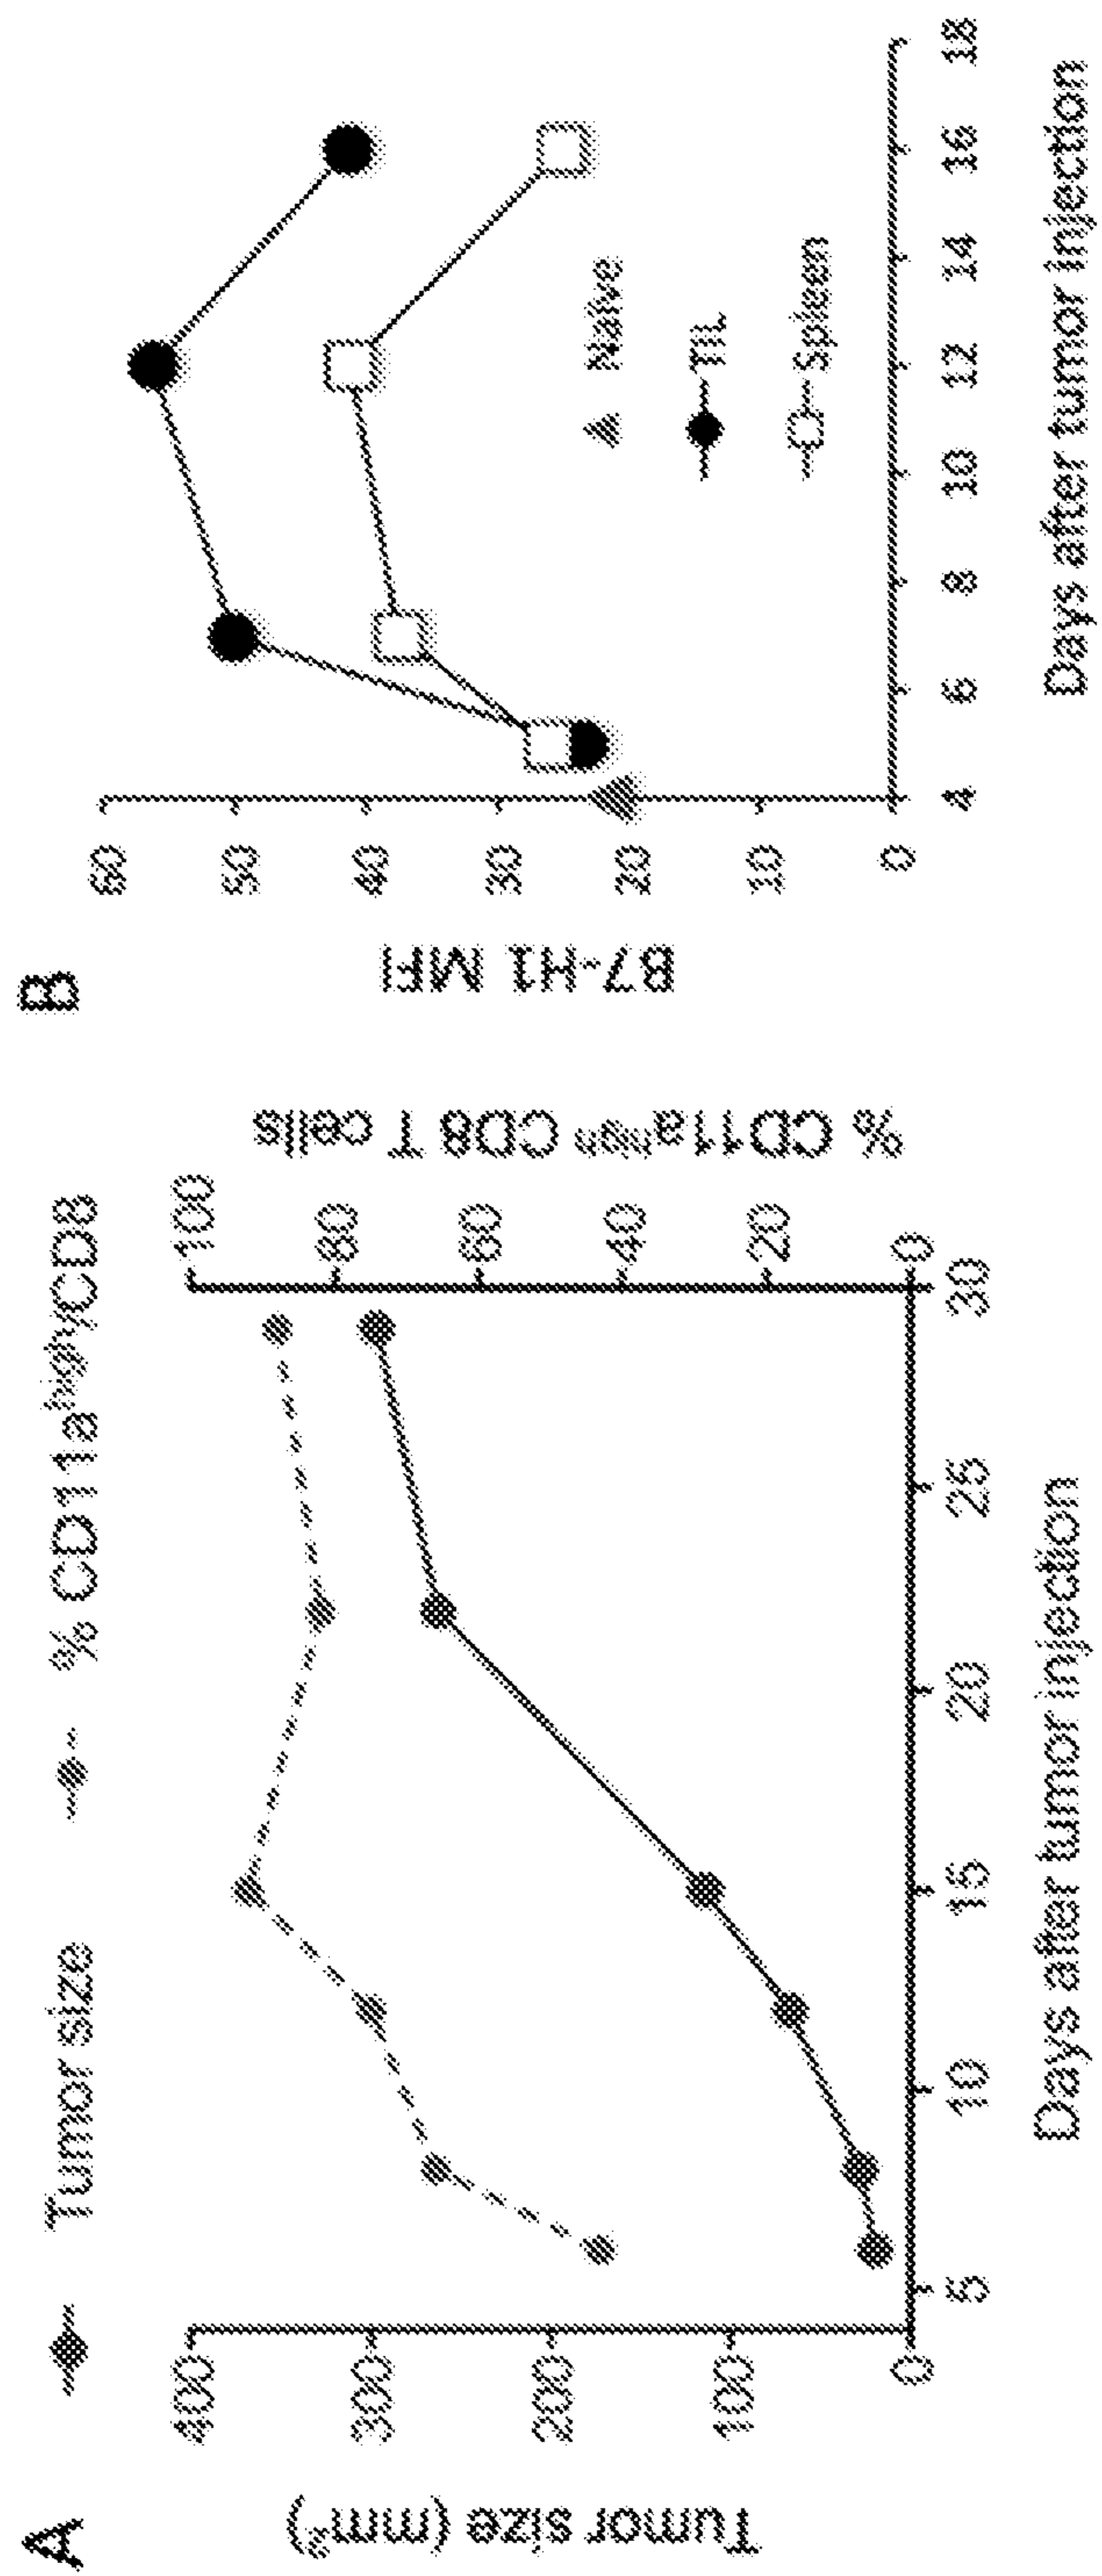 A
Tumor size
% CD11a^high/CD8
Tumor size (mm³)
400
300
200
100
0
5
10
15
20
25
30
Days after tumor injection
100
80
60
40
20
0
% CD11a^high CD8 T cells
B
B7-H1 MFI
60
50
40
30
20
10
0
4
6
8
10
12
14
16
18
Days after tumor injection
Naïve
TIL
Spleen